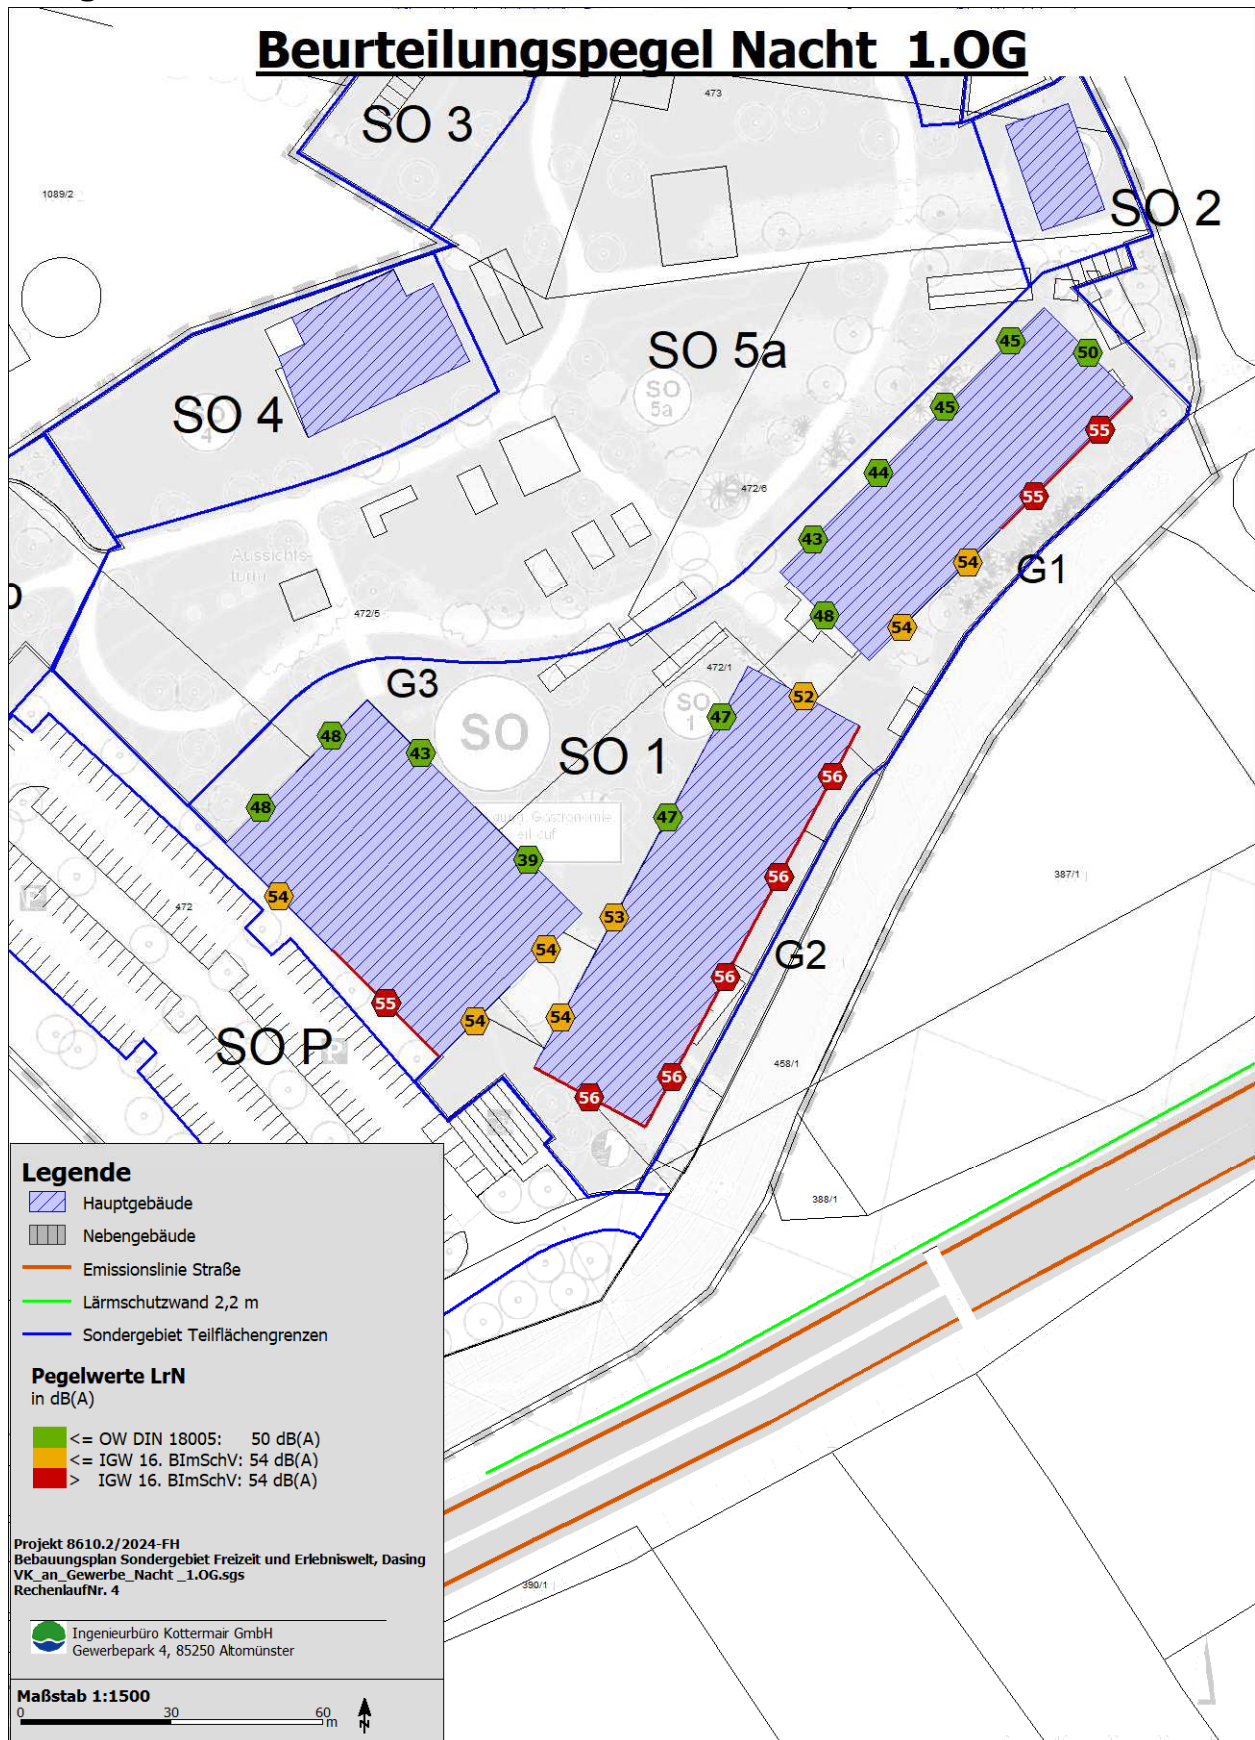 Beurteilungspegel Nacht 1.OG
473
SO 3
1089/2
SO 2
SO 5a
SO
5a
45
50
SO 4
4
45
55
44
472/6
55
43
54
G1
Aussichts-
turm
472/5
48
54
472/1
G3
52
SO
1
47
48
SO
43
SO 1
56
48
47
Gastronomie
39
56
387/1
54
P
472
53
54
G2
56
55
54
54
SO P
P
458/1
56
56
388/1
390/1
Legende
Hauptgebäude
Nebengebäude
Emissionslinie Straße
Lärmschutzwand 2,2 m
Sondergebiet Teilflächengrenzen
Pegelwerte LrN
in dB(A)
<= OW DIN 18005: 50 dB(A)
<= IGW 16. BImSchV: 54 dB(A)
> IGW 16. BImSchV: 54 dB(A)
Projekt 8610.2/2024-FH
Bebauungsplan Sondergebiet Freizeit und Erlebniswelt, Dasing
VK_an_Gewerbe_Nacht _1.OG.sgs
RechenlaufNr. 4
Ingenieurbüro Kottermair GmbH
Gewerbepark 4, 85250 Altomünster
Maßstab 1:1500
0 30 60
m
N